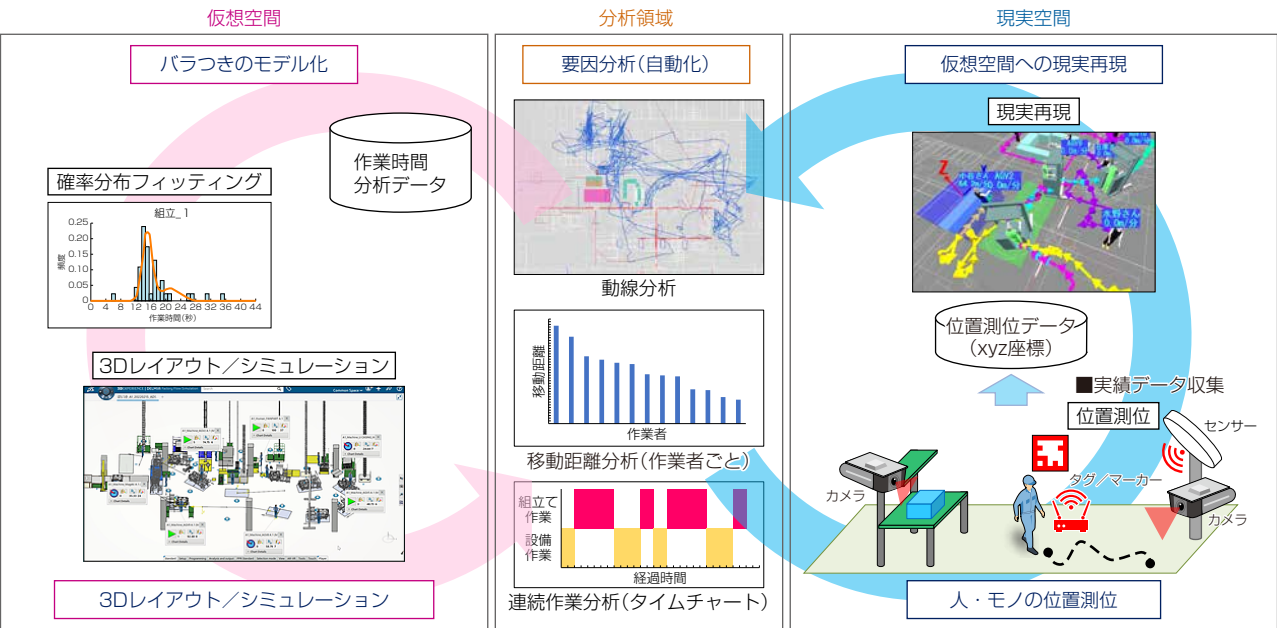 仮想空間
分析領域
現実空間
バラつきのモデル化
作業時間
分析データ
確率分布フィッティング
組立_1
頻度
0.25
0.20
0.15
0.10
0.05
0
0 4 8 12 16 20 24 28 32 36 40 44
作業時間(秒)
3Dレイアウト／シミュレーション
3Dレイアウト／シミュレーション
要因分析(自動化)
動線分析
移動距離
作業者
移動距離分析(作業者ごと)
組立て
作業
設備
作業
経過時間
連続作業分析(タイムチャート)
仮想空間への現実再現
現実再現
Z
Y
AGV2
水野さん
0.0m/分
位置測位データ
(xyz座標)
■実績データ収集
位置測位
センサー
カメラ
タグ／マーカー
カメラ
人・モノの位置測位